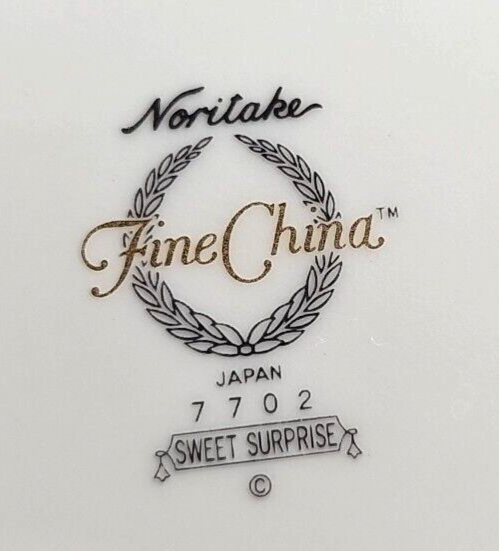 Noritake
Fine China™
JAPAN
7702
SWEET SURPRISE
©